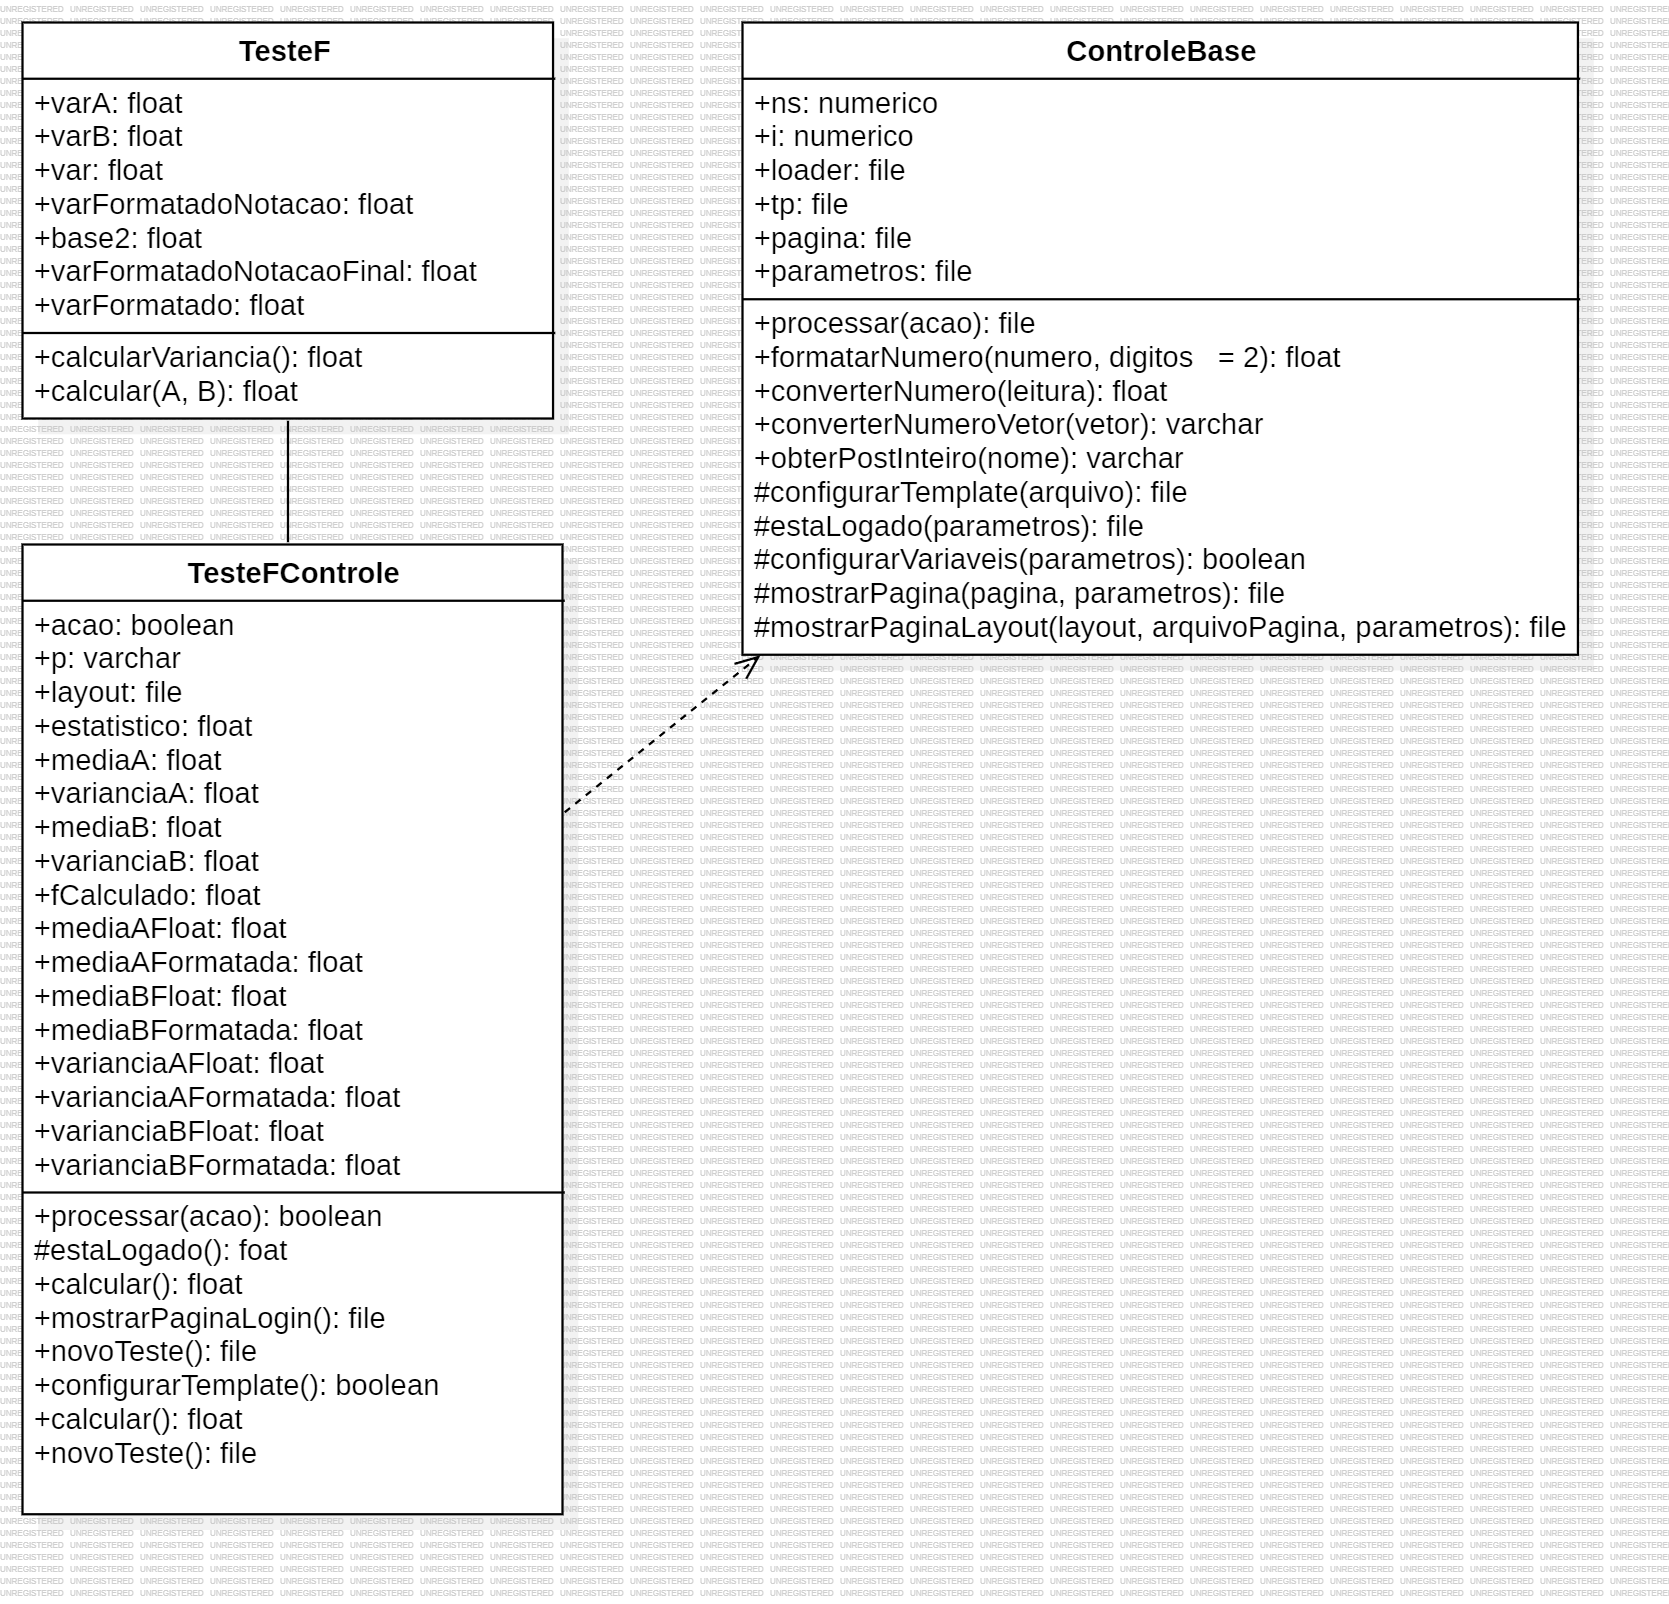 TesteF
+varA: float
+varB: float
+var: float
+varFormatadoNotacao: float
+base2: float
+varFormatadoNotacaoFinal: float
+varFormatado: float
+calcularVariancia(): float
+calcular(A, B): float
ControleBase
+ns: numerico
+i: numerico
+loader: file
+tp: file
+pagina: file
+parametros: file
+processar(acao): file
+formatarNumero(numero, digitos   = 2): float
+converterNumero(leitura): float
+converterNumeroVetor(vetor): varchar
+obterPostInteiro(nome): varchar
#configurarTemplate(arquivo): file
#estaLogado(parametros): file
#configurarVariaveis(parametros): boolean
#mostrarPagina(pagina, parametros): file
#mostrarPaginaLayout(layout, arquivoPagina, parametros): file
TesteFControle
+acao: boolean
+p: varchar
+layout: file
+estatistico: float
+mediaA: float
+varianciaA: float
+mediaB: float
+varianciaB: float
+fCalculado: float
+mediaAFloat: float
+mediaAFormatada: float
+mediaBFloat: float
+mediaBFormatada: float
+varianciaAFloat: float
+varianciaAFormatada: float
+varianciaBFloat: float
+varianciaBFormatada: float
+processar(acao): boolean
#estaLogado(): foat
+calcular(): float
+mostrarPaginaLogin(): file
+novoTeste(): file
+configurarTemplate(): boolean
+calcular(): float
+novoTeste(): file
UNREGISTERED